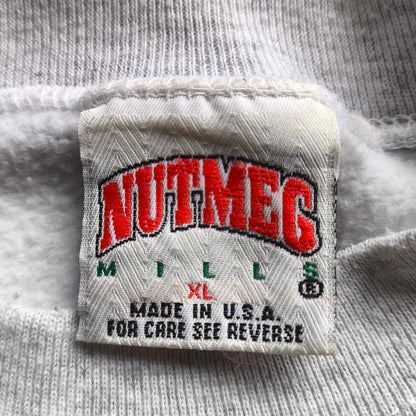 NUTMEG
MILLS
XL ®
MADE IN U.S.A.
FOR CARE SEE REVERSE